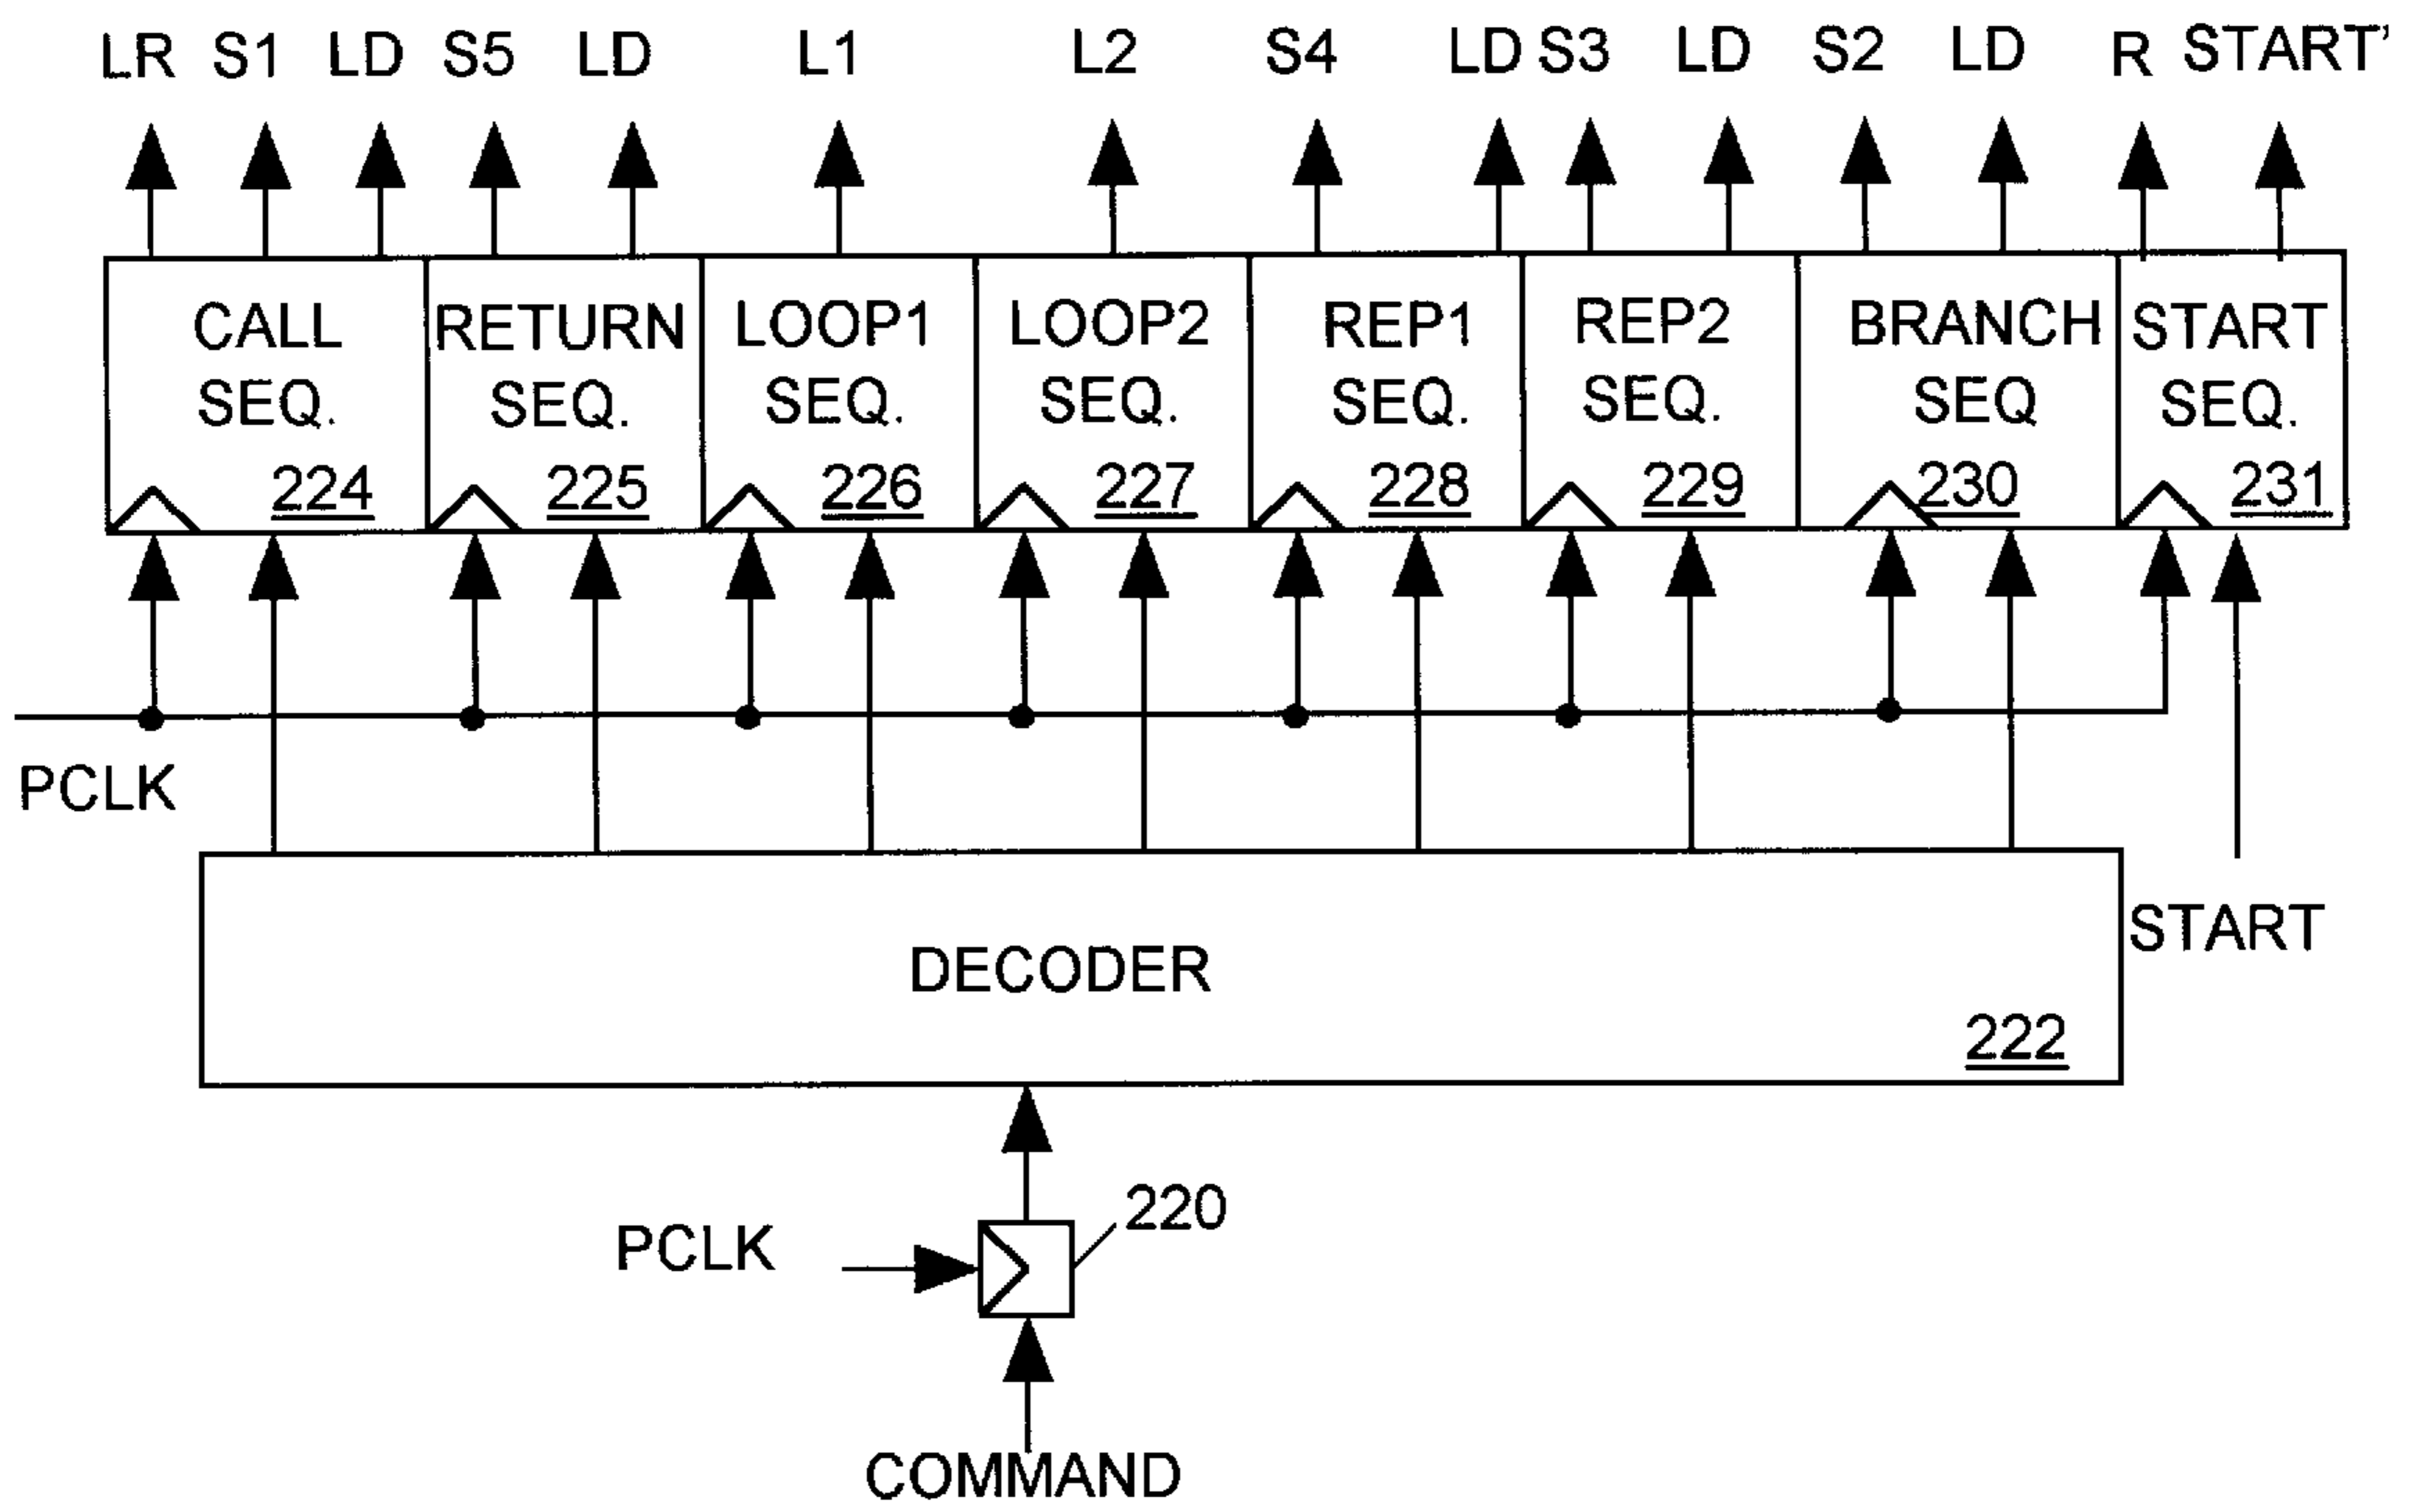 LR S1 LD S5 LD L1 L2 S4 LD S3 LD S2 LD R START'
CALL SEQ. 224
RETURN SEQ. 225
LOOP1 SEQ. 226
LOOP2 SEQ. 227
REP1 SEQ. 228
REP2 SEQ. 229
BRANCH SEQ 230
START SEQ. 231
PCLK
START
DECODER
222
PCLK
220
COMMAND